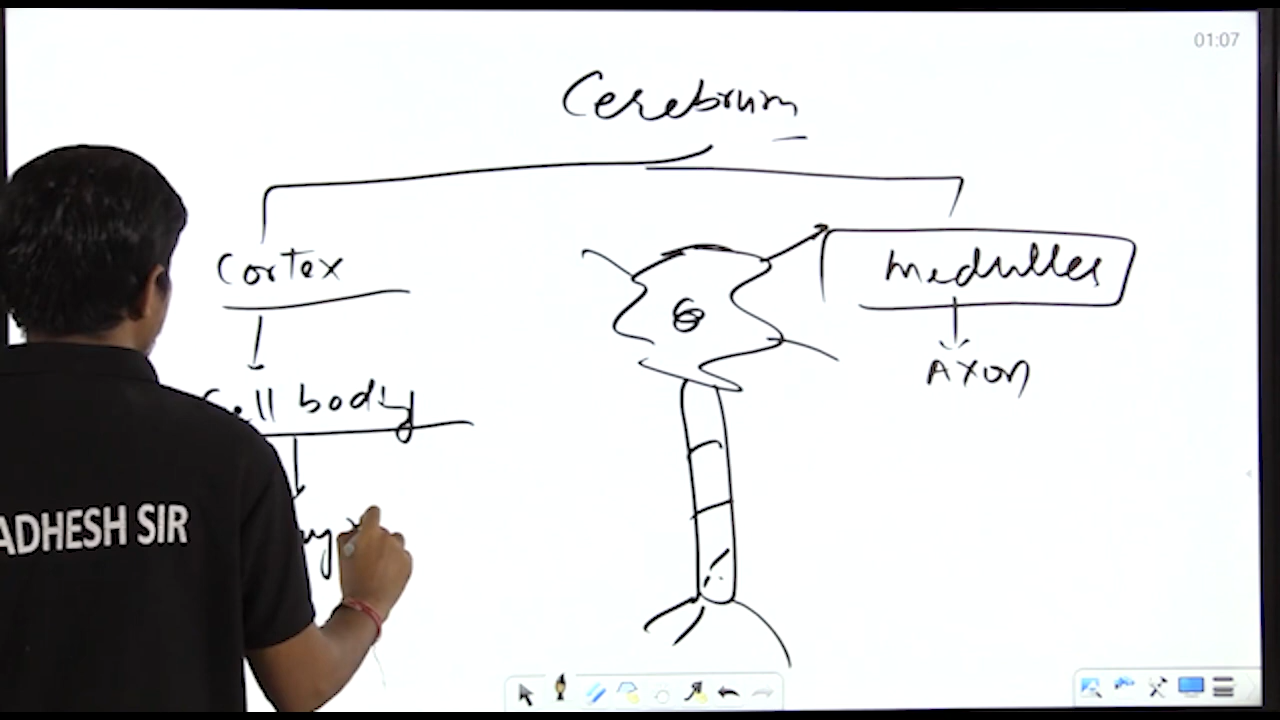 01:07
Cerebrum
Cortex
Medulla
Cell body
Axon
ADHESH SIR